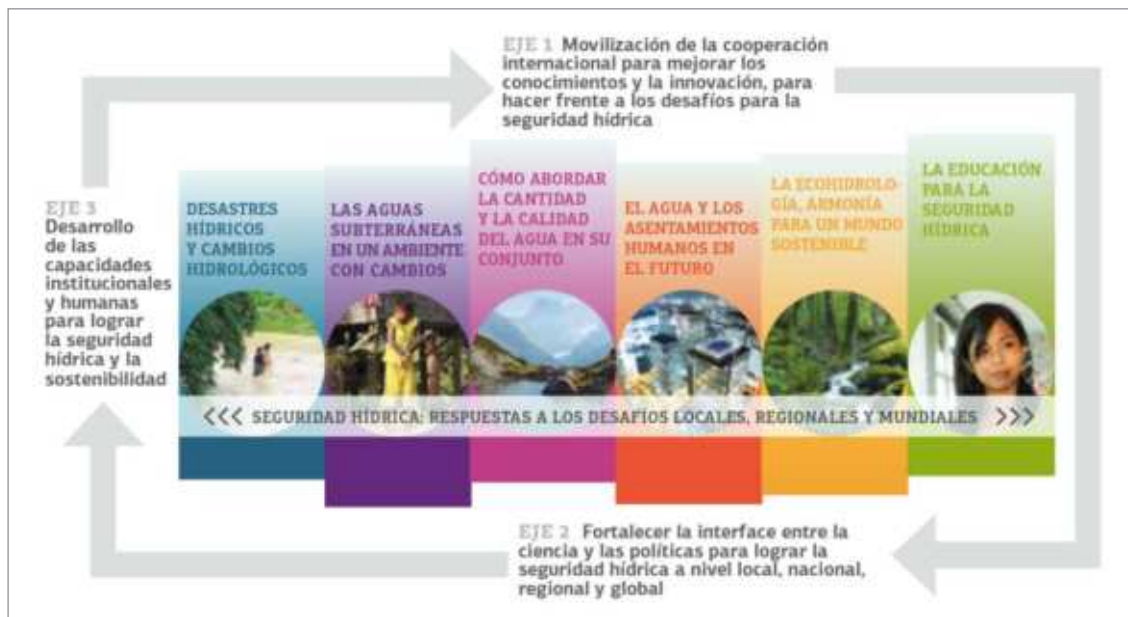 EJE 1 Movilización de la cooperación
internacional para mejorar los
conocimientos y la innovación, para
hacer frente a los desafíos para la
seguridad hídrica
EJE 3
Desarrollo
de las
capacidades
institucionales
y humanas
para lograr
la seguridad
hídrica y la
sostenibilidad
DESASTRES
HÍDRICOS
Y CAMBIOS
HIDROLÓGICOS
LAS AGUAS
SUBTERRÁNEAS
EN UN AMBIENTE
CON CAMBIOS
CÓMO ABORDAR
LA CANTIDAD
Y LA CALIDAD
DEL AGUA EN SU
CONJUNTO
EL AGUA Y LOS
ASENTAMIENTOS
HUMANOS EN
EL FUTURO
LA ECOHIDROLO-
GÍA, ARMONÍA
PARA UN MUNDO
SOSTENIBLE
LA EDUCACIÓN
PARA LA
SEGURIDAD
HÍDRICA
<<< SEGURIDAD HÍDRICA: RESPUESTAS A LOS DESAFÍOS LOCALES, REGIONALES Y MUNDIALES >>>
EJE 2 Fortalecer la interface entre la
ciencia y las políticas para lograr la
seguridad hídrica a nivel local, nacional,
regional y global